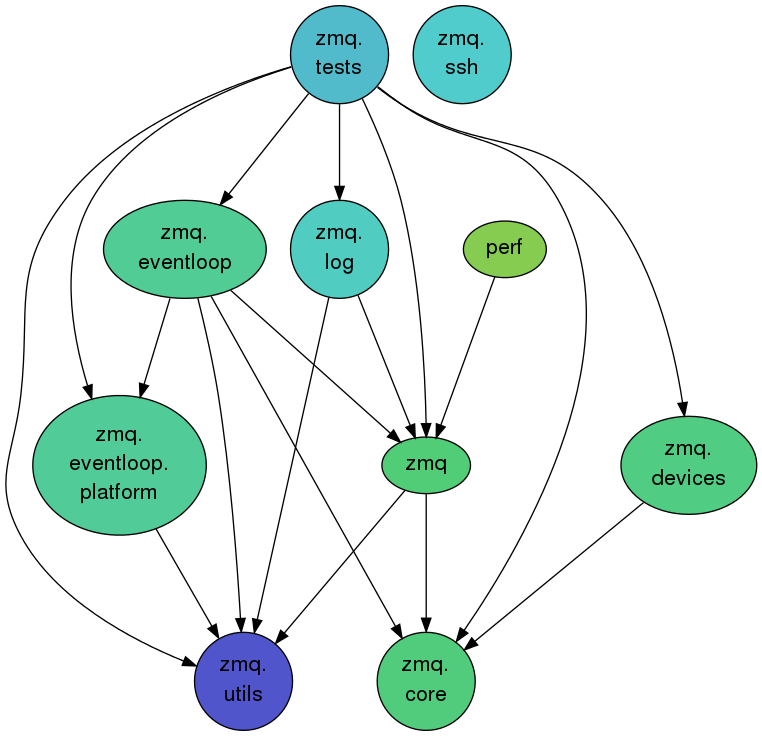 zmq.
tests
zmq.
ssh
zmq.
eventloop
zmq.
log
perf
zmq.
eventloop.
platform
zmq
zmq.
devices
zmq.
utils
zmq.
core